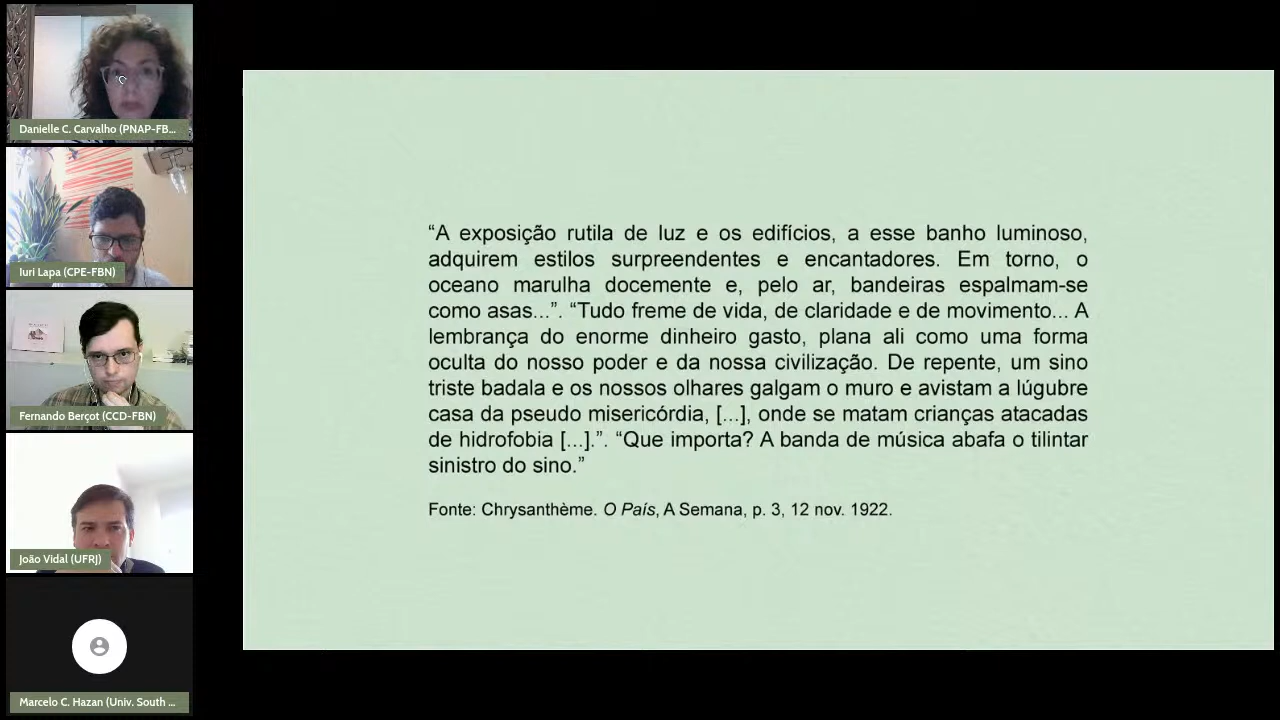 Danielle C. Carvalho (PNAP-FB...
Iuri Lapa (CPE-FBN)
Fernando Berçot (CCD-FBN)
João Vidal (UFRJ)
Marcelo C. Hazan (Univ. South ...
“A exposição rutila de luz e os edifícios, a esse banho luminoso,
adquirem estilos surpreendentes e encantadores. Em torno, o
oceano marulha docemente e, pelo ar, bandeiras espalmam-se
como asas...”. “Tudo freme de vida, de claridade e de movimento... A
lembrança do enorme dinheiro gasto, plana ali como uma forma
oculta do nosso poder e da nossa civilização. De repente, um sino
triste badala e os nossos olhares galgam o muro e avistam a lúgubre
casa da pseudo misericórdia, [...], onde se matam crianças atacadas
de hidrofobia [...].”. “Que importa? A banda de música abafa o tilintar
sinistro do sino.”
Fonte: Chrysanthème. O País, A Semana, p. 3, 12 nov. 1922.